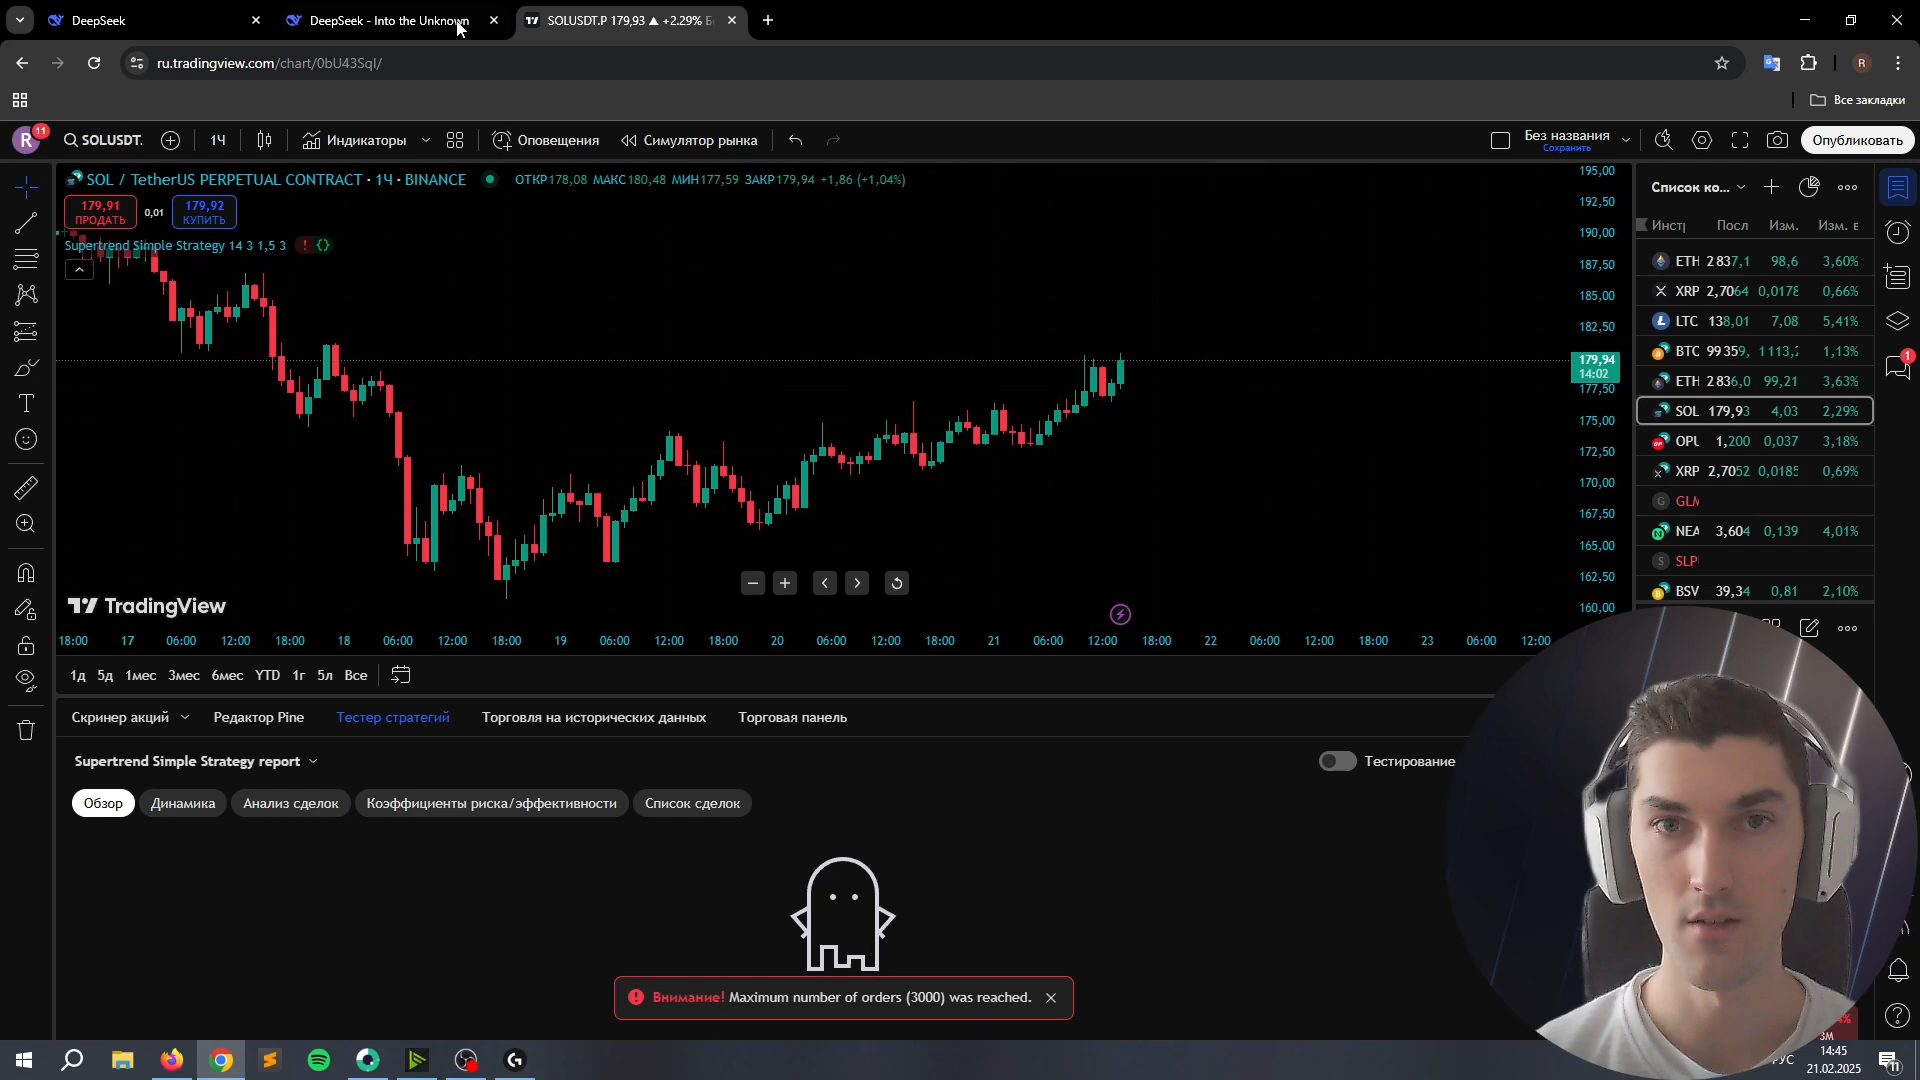 DeepSeek
DeepSeek - Into the Unknown
SOLUSDT.P 179,93 ▲ +2.29% Бе
ru.tradingview.com/chart/0bU43SqI/
R
Все закладки
R
11
SOLUSDT.
1Ч
Индикаторы
Оповещения
Симулятор рынка
Без названия
Сохранить
Опубликовать
SOL / TetherUS PERPETUAL CONTRACT · 1Ч · BINANCE
ОТКР178,08 МАКС180,48 МИН177,59 ЗАКР179,94 +1,86 (+1,04%)
179,91
ПРОДАТЬ
0,01
179,92
КУПИТЬ
Supertrend Simple Strategy 14 3 1,5 3
195,00
192,50
190,00
187,50
185,00
182,50
179,94
14:02
177,50
175,00
172,50
170,00
167,50
165,00
162,50
160,00
TradingView
18:00 17 06:00 12:00 18:00 18 06:00 12:00 18:00 19 06:00 12:00 18:00 20 06:00 12:00 18:00 21 06:00 12:00 18:00 22 06:00 12:00 18:00 23 06:00 12:00
Список ко...
Инст Посл Изм. Изм. в
ETH 2 837,1 98,6 3,60%
XRP 2,7064 0,0178 0,66%
LTC 138,01 7,08 5,41%
BTC 99 359, 1 113,2 1,13%
ETH 2 836,0 99,21 3,63%
SOL 179,93 4,03 2,29%
OPU 1,200 0,037 3,18%
XRP 2,7052 0,0185 0,69%
GLM
NEA 3,604 0,139 4,01%
SLP
BSV 39,34 0,81 2,10%
1
1д 5д 1мес 3мес 6мес YTD 1г 5л Все
Скринер акций
Редактор Pine
Тестер стратегий
Торговля на исторических данных
Торговая панель
Supertrend Simple Strategy report
Тестирование
Обзор
Динамика
Анализ сделок
Коэффициенты риска/эффективности
Список сделок
Внимание! Maximum number of orders (3000) was reached.
3М
14:45
21.02.2025
11